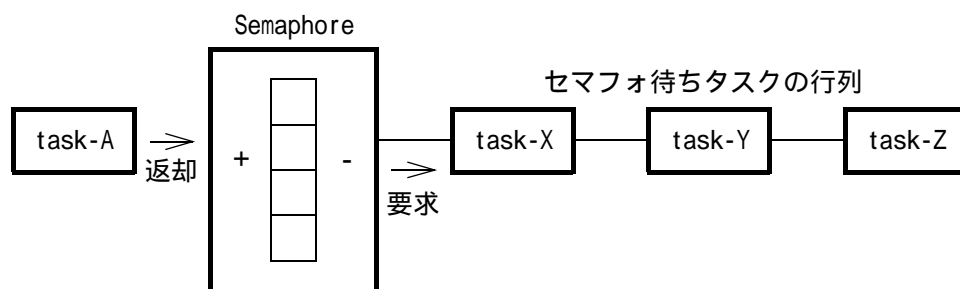 Semaphore
セマフォ待ちタスクの行列
task-A
返却
+
-
要求
task-X
task-Y
task-Z